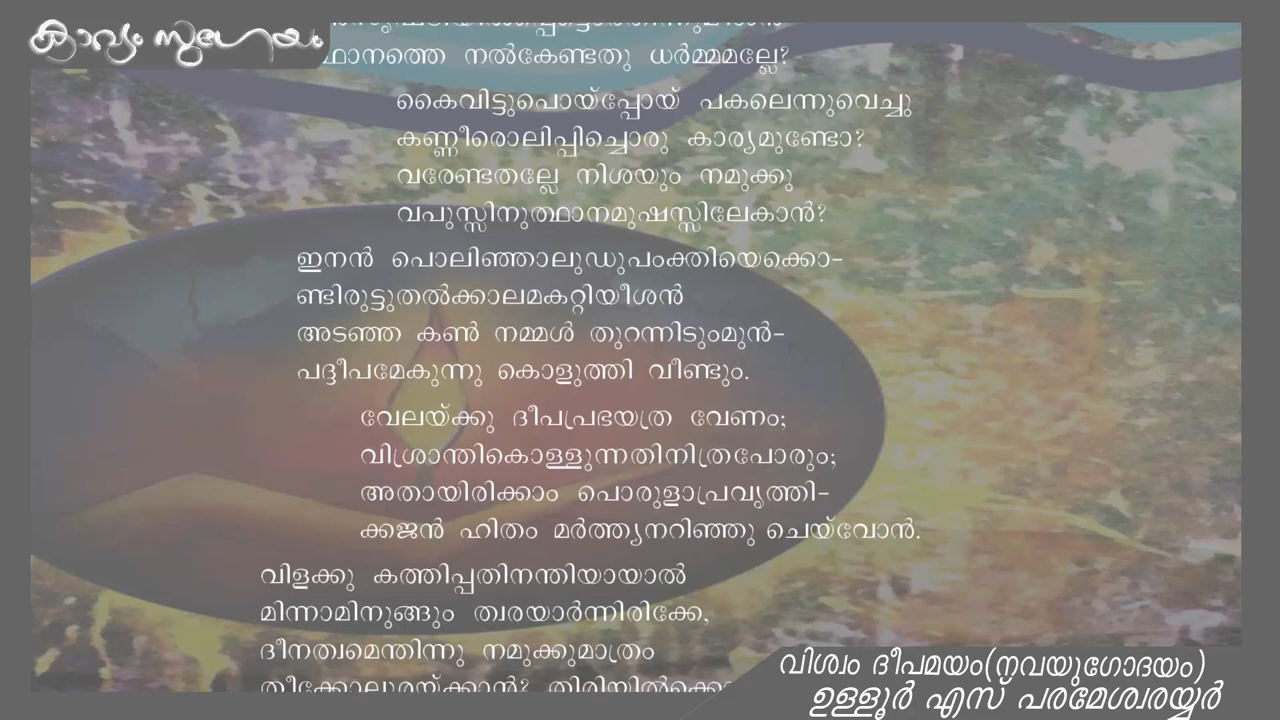 കാവ്യം സുഗേയം
സ്ഥാനത്തെ നൽകേണ്ടതു ധർമ്മമല്ലേ?
കൈവിട്ടുപൊയ്പ്പോയ് പകലെന്നുവെച്ചു
കണ്ണീരൊലിപ്പിച്ചൊരു കാര്യമുണ്ടോ?
വരേണ്ടതല്ലേ നിശയും നമുക്കു
വപുസ്സിനുത്ഥാനമുഷസ്സിലേകാൻ?
ഇനൻ പൊലിഞ്ഞാലുഡുപംക്തിയെക്കൊ-
ണ്ടിരുട്ടുതൽക്കാലമകറ്റിയീശൻ
അടഞ്ഞ കൺ നമ്മൾ തുറന്നിടുംമുൻ-
പദ്ദീപമേകുന്നു കൊളുത്തി വീണ്ടും.
വേലയ്ക്കു ദീപപ്രഭയത്ര വേണം;
വിശ്രാന്തികൊള്ളുന്നതിനിത്രപോരും;
അതായിരിക്കാം പൊരുളാപ്രവൃത്തി-
ക്കജൻ ഹിതം മർത്ത്യനറിഞ്ഞു ചെയ്‌വോൻ.
വിളക്കു കത്തിപ്പതിനന്തിയായാൽ
മിന്നാമിനുങ്ങും ത്വരയാർന്നിരിക്കേ,
ദീനത്വമെന്തിന്നു നമുക്കുമാത്രം
വിശ്വം ദീപമയം(നവയുഗോദയം)
ഉള്ളൂർ എസ് പരമേശ്വരയ്യർ